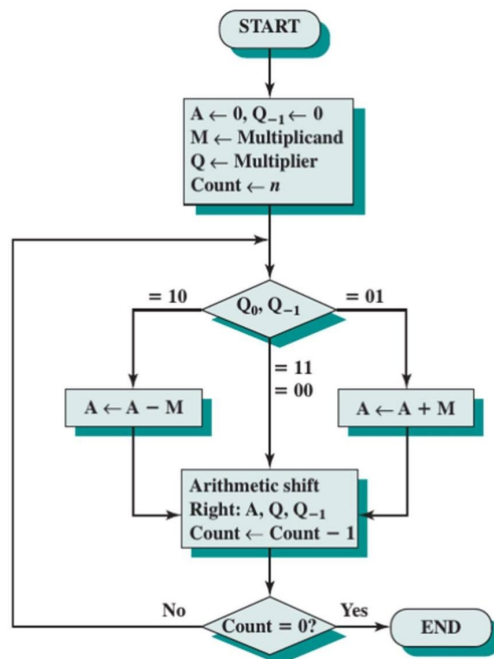 START
A ← 0, Q₋₁ ← 0
M ← Multiplicand
Q ← Multiplier
Count ← n
= 10
Q₀, Q₋₁
= 01
= 11
= 00
A ← A − M
A ← A + M
Arithmetic shift
Right: A, Q, Q₋₁
Count ← Count − 1
No
Count = 0?
Yes
END